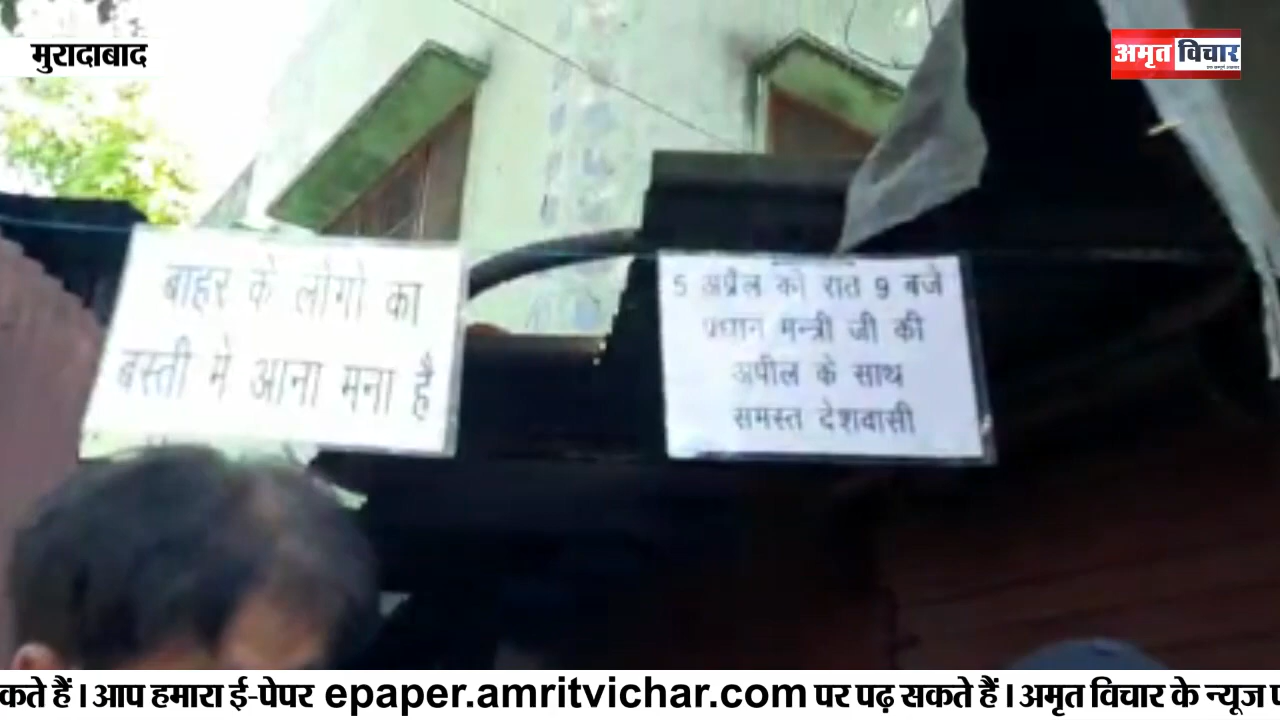 मुरादाबाद
अमृत विचार
बाहर के लोगो का
बस्ती मे आना मना है
5 अप्रैल को रात 9 बजे
प्रधान मन्त्री जी की
अपील के साथ
समस्त देशवासी
कते हैं। आप हमारा ई-पेपर epaper.amritvichar.com पर पढ़ सकते हैं। अमृत विचार के न्यूज